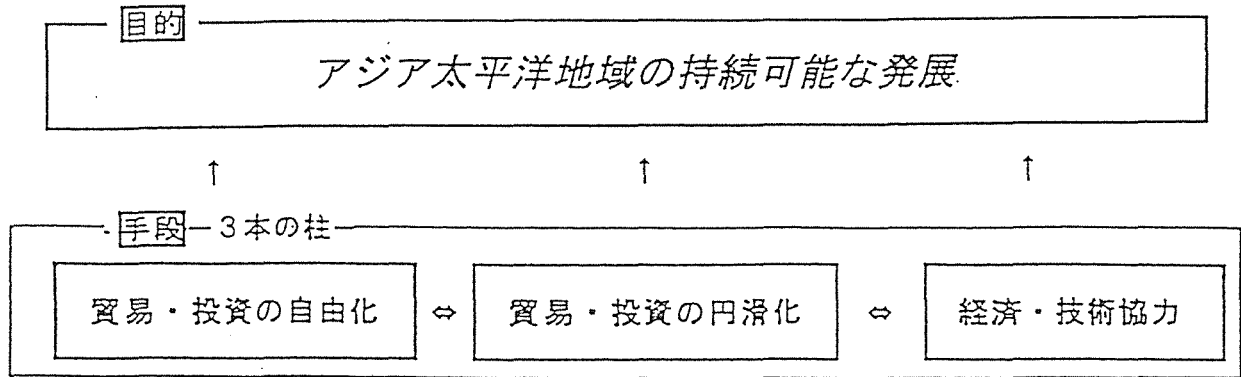 目的
アジア太平洋地域の持続可能な発展
↑ ↑ ↑
手段－３本の柱
貿易・投資の自由化 ⇔ 貿易・投資の円滑化 ⇔ 経済・技術協力